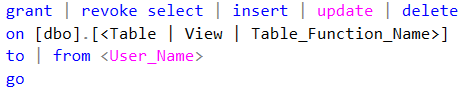 grant | revoke select | insert | update | delete
on [dbo].[<Table | View | Table_Function_Name>]
to | from <User_Name>
go